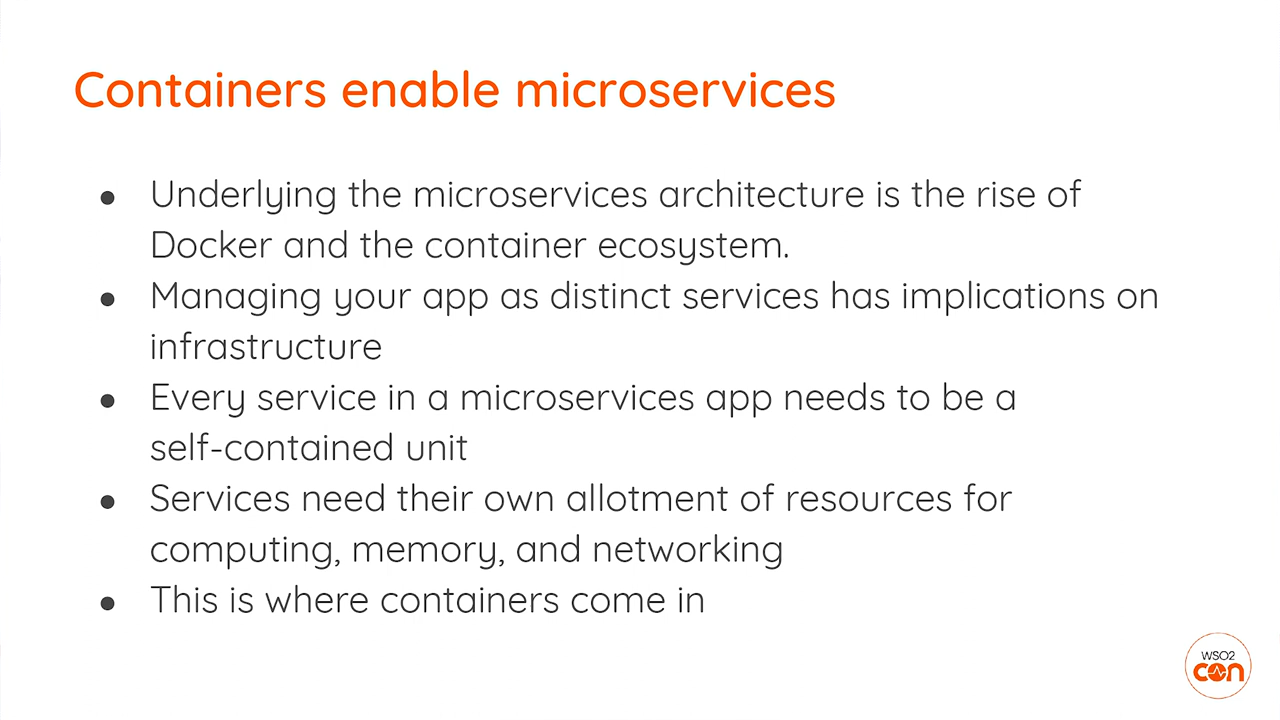 Containers enable microservices
● Underlying the microservices architecture is the rise of
Docker and the container ecosystem.
● Managing your app as distinct services has implications on
infrastructure
● Every service in a microservices app needs to be a
self-contained unit
● Services need their own allotment of resources for
computing, memory, and networking
● This is where containers come in
WSO2
con